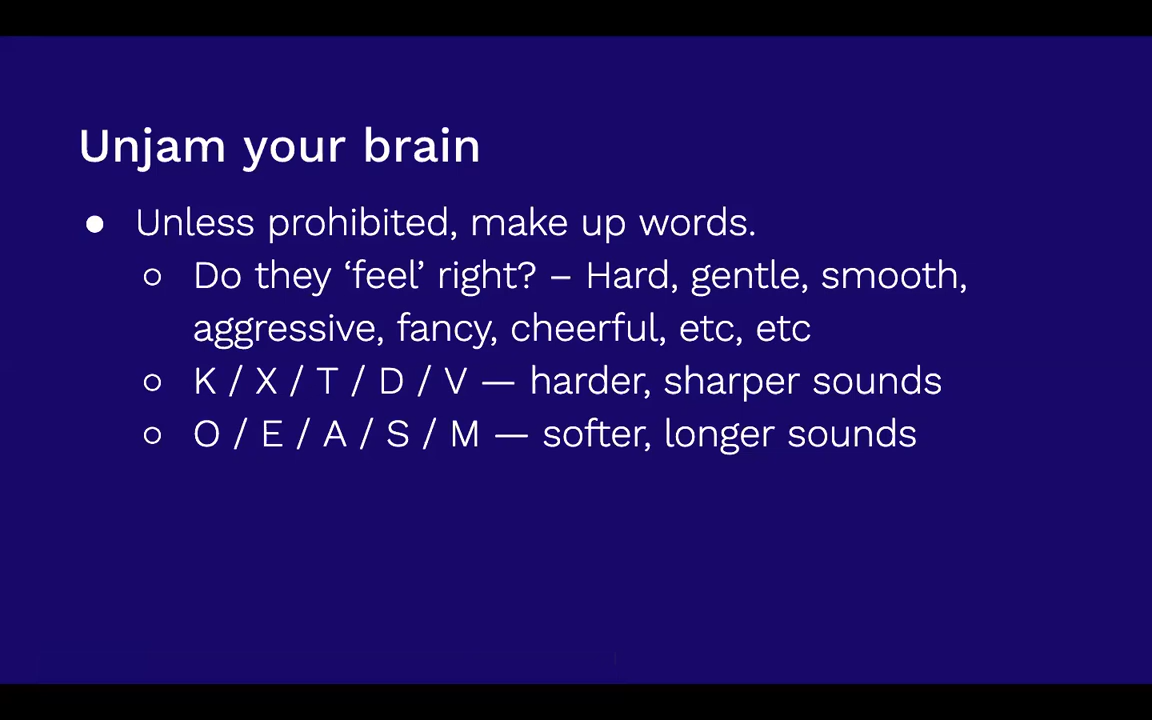 Unjam your brain
● Unless prohibited, make up words.
○ Do they ‘feel’ right? – Hard, gentle, smooth,
aggressive, fancy, cheerful, etc, etc
○ K / X / T / D / V — harder, sharper sounds
○ O / E / A / S / M — softer, longer sounds